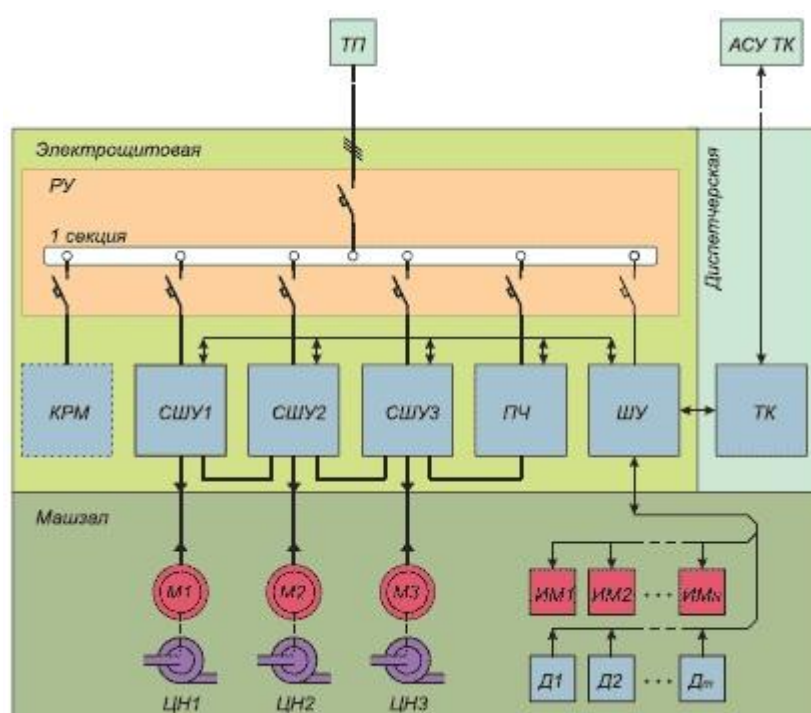 ТП
АСУ ТК
Электрощитовая
РУ
1 секция
Диспетчерская
КРМ
СШУ1
СШУ2
СШУ3
ПЧ
ШУ
ТК
Машзал
М1
М2
М3
ИМ1
ИМ2
...
ИМn
Д1
Д2
...
Дm
ЦН1
ЦН2
ЦН3